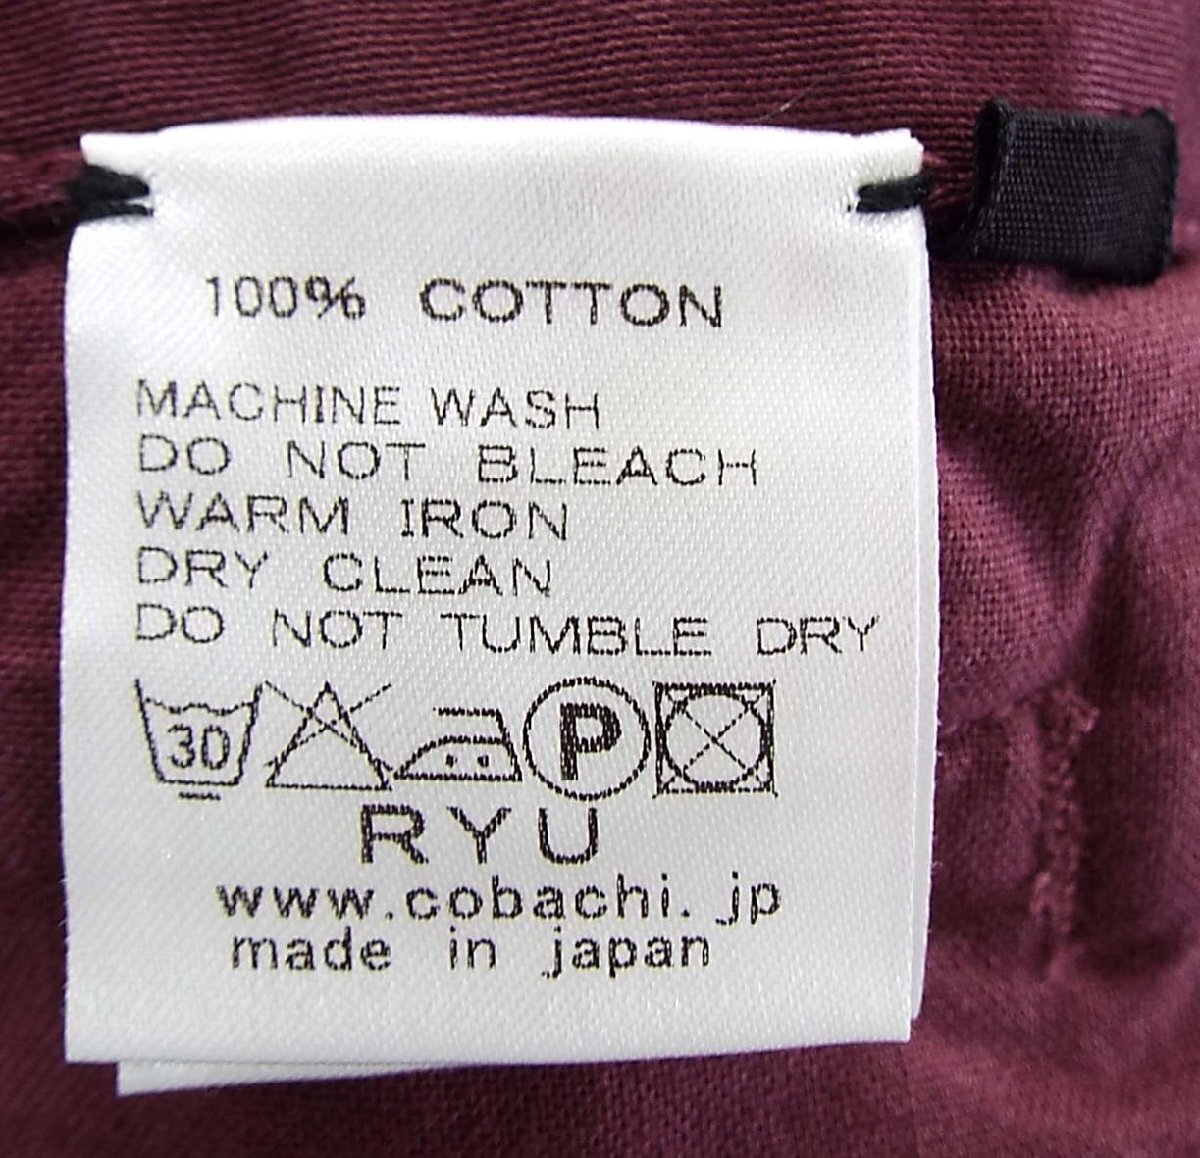 100% COTTON
MACHINE WASH
DO NOT BLEACH
WARM IRON
DRY CLEAN
DO NOT TUMBLE DRY
30 P
RYU
www.cobachi.jp
made in japan